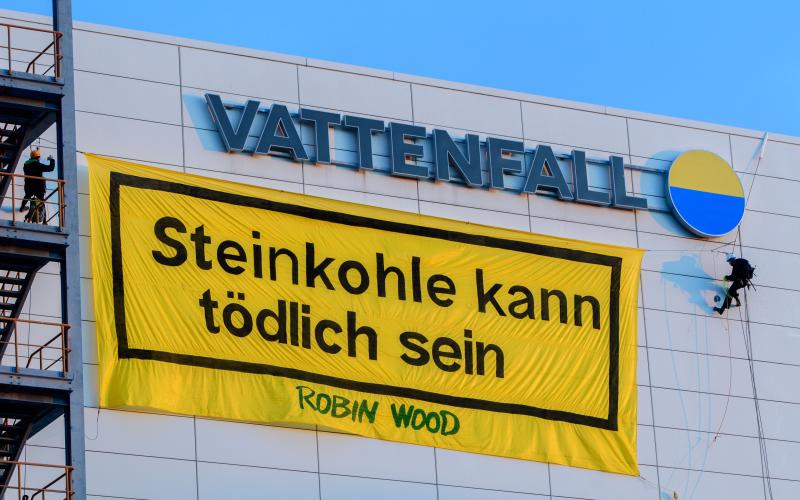 VATTENFALL
Steinkohle kann
tödlich sein
ROBIN WOOD